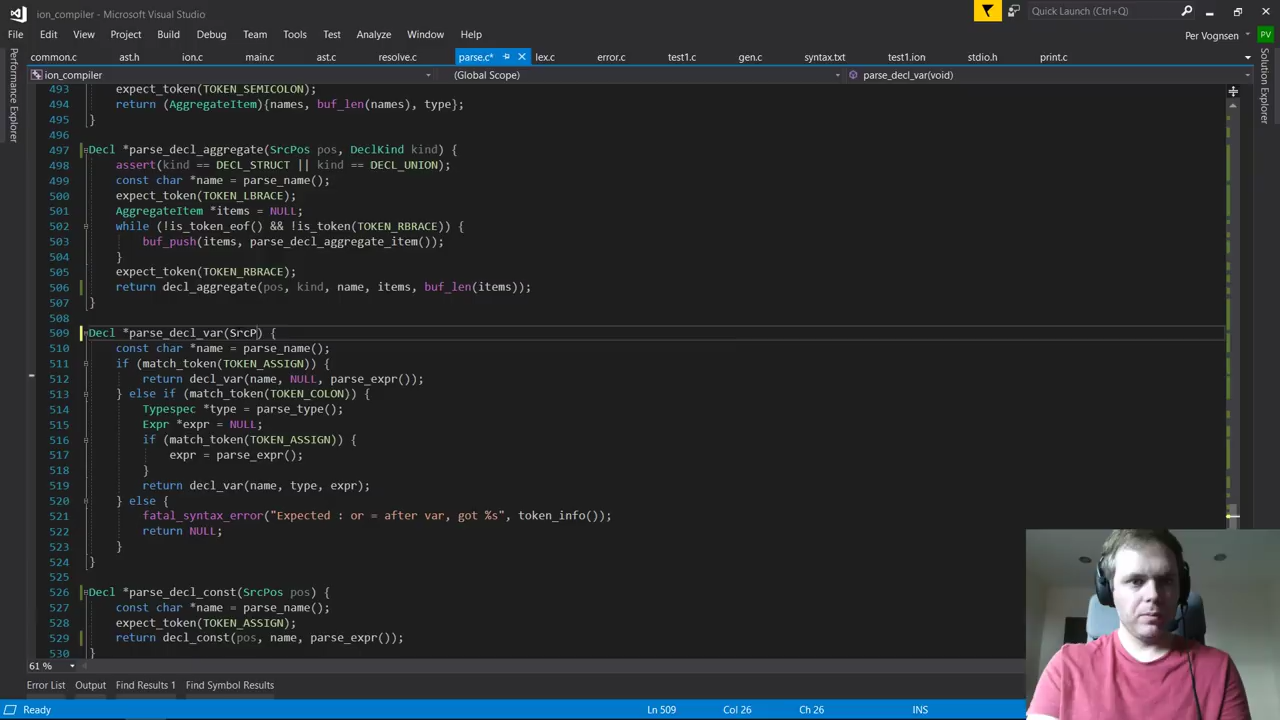 ion_compiler - Microsoft Visual Studio
Quick Launch (Ctrl+Q)
File Edit View Project Build Debug Team Tools Test Analyze Window Help
Per Vognsen PV
common.c ast.h ion.c main.c ast.c resolve.c parse.c* lex.c error.c test1.c gen.c syntax.txt test1.ion stdio.h print.c
ion_compiler (Global Scope) parse_decl_var(void)
Performance Explorer
Solution Explorer
493 expect_token(TOKEN_SEMICOLON);
494 return (AggregateItem){names, buf_len(names), type};
495 }
496
497 Decl *parse_decl_aggregate(SrcPos pos, DeclKind kind) {
498 assert(kind == DECL_STRUCT || kind == DECL_UNION);
499 const char *name = parse_name();
500 expect_token(TOKEN_LBRACE);
501 AggregateItem *items = NULL;
502 while (!is_token_eof() && !is_token(TOKEN_RBRACE)) {
503 buf_push(items, parse_decl_aggregate_item());
504 }
505 expect_token(TOKEN_RBRACE);
506 return decl_aggregate(pos, kind, name, items, buf_len(items));
507 }
508
509 Decl *parse_decl_var(SrcP) {
510 const char *name = parse_name();
511 if (match_token(TOKEN_ASSIGN)) {
512 return decl_var(name, NULL, parse_expr());
513 } else if (match_token(TOKEN_COLON)) {
514 Typespec *type = parse_type();
515 Expr *expr = NULL;
516 if (match_token(TOKEN_ASSIGN)) {
517 expr = parse_expr();
518 }
519 return decl_var(name, type, expr);
520 } else {
521 fatal_syntax_error("Expected : or = after var, got %s", token_info());
522 return NULL;
523 }
524 }
525
526 Decl *parse_decl_const(SrcPos pos) {
527 const char *name = parse_name();
528 expect_token(TOKEN_ASSIGN);
529 return decl_const(pos, name, parse_expr());
530 }
61 %
Error List Output Find Results 1 Find Symbol Results
Ready Ln 509 Col 26 Ch 26 INS